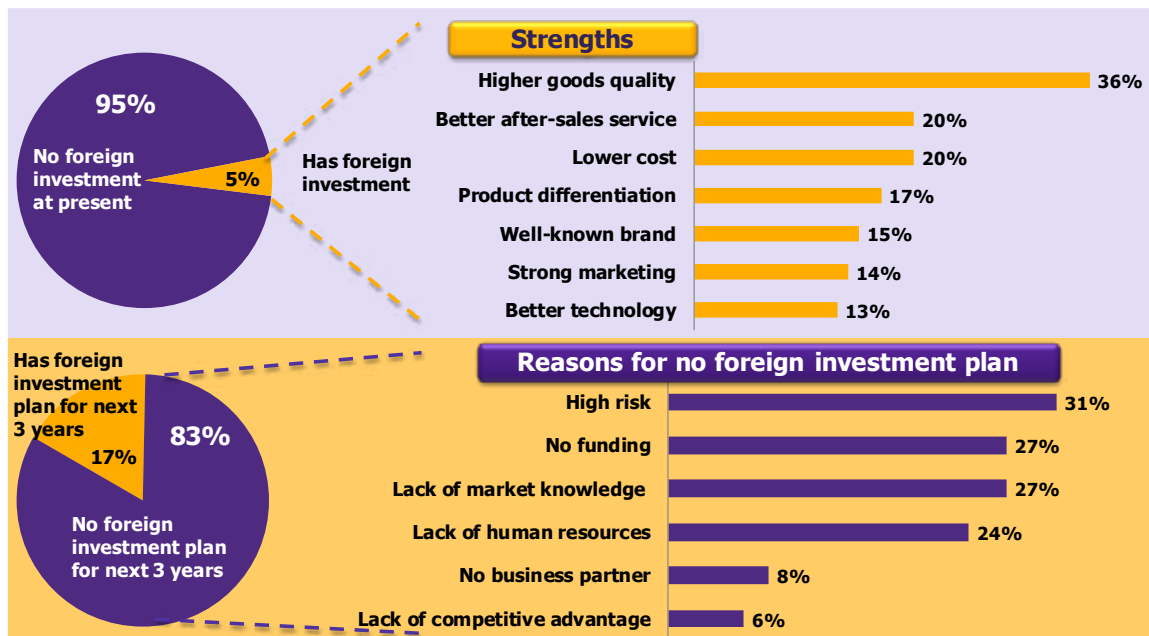 95%
No foreign
investment
at present
5%
Has foreign
investment
Strengths
Higher goods quality 36%
Better after-sales service 20%
Lower cost 20%
Product differentiation 17%
Well-known brand 15%
Strong marketing 14%
Better technology 13%
Has foreign
investment
plan for next
3 years
17%
83%
No foreign
investment plan
for next 3 years
Reasons for no foreign investment plan
High risk 31%
No funding 27%
Lack of market knowledge 27%
Lack of human resources 24%
No business partner 8%
Lack of competitive advantage 6%